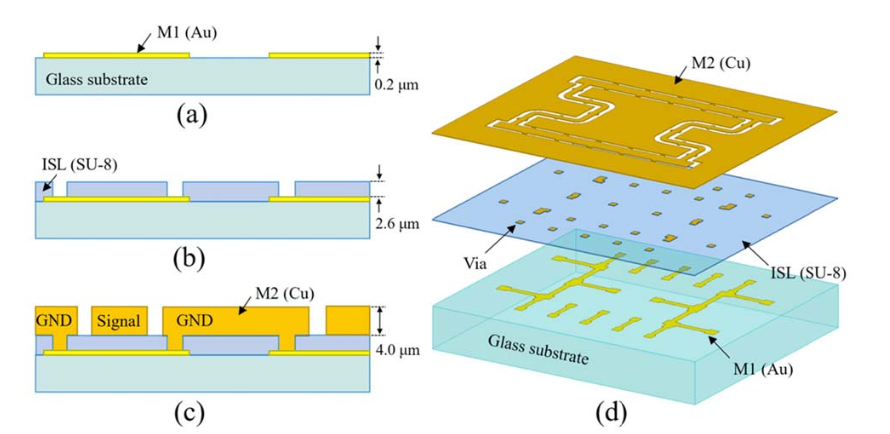 M1 (Au)
Glass substrate
0.2 μm
(a)
ISL (SU-8)
2.6 μm
(b)
M2 (Cu)
GND
Signal
GND
4.0 μm
(c)
M2 (Cu)
Via
ISL (SU-8)
Glass substrate
M1 (Au)
(d)